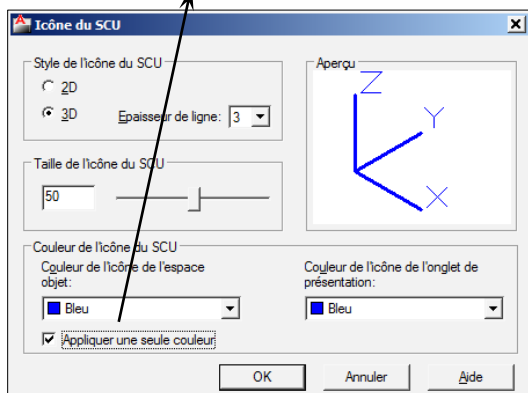 Icône du SCU
Style de l'icône du SCU
2D
3D
Epaisseur de ligne: 3
Aperçu
Z
Y
X
Taille de l'icône du SCU
50
Couleur de l'icône du SCU
Couleur de l'icône de l'espace
objet:
Bleu
Appliquer une seule couleur
Couleur de l'icône de l'onglet de
présentation:
Bleu
OK
Annuler
Aide